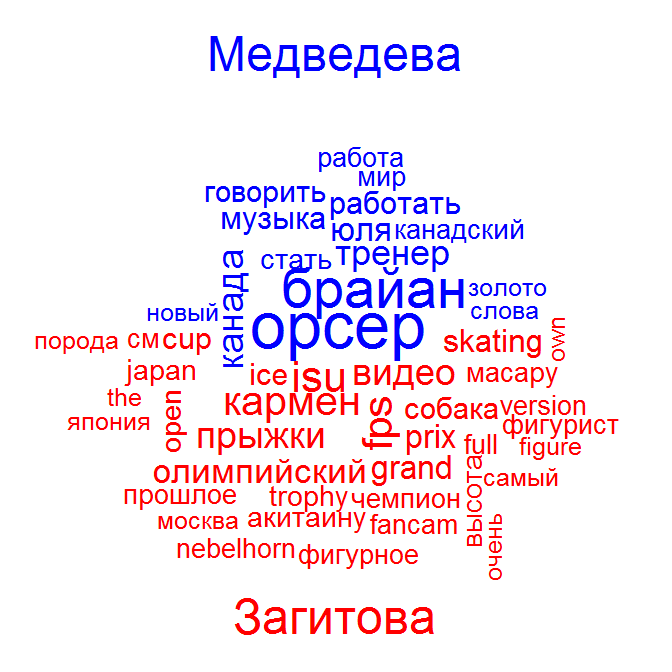 Медведева
работа
мир
говорить работать
музыка юля канадский
стать тренер
канада
брайан золото
новый орсер слова
порода см cup skating own
japan ice isu видео масару
the кармен fps собака version
япония open прыжки prix full фигурист
figure
олимпийский grand высота самый
прошлое trophy чемпион
москва акитаину fancam очень
nebelhorn фигурное
Загитова